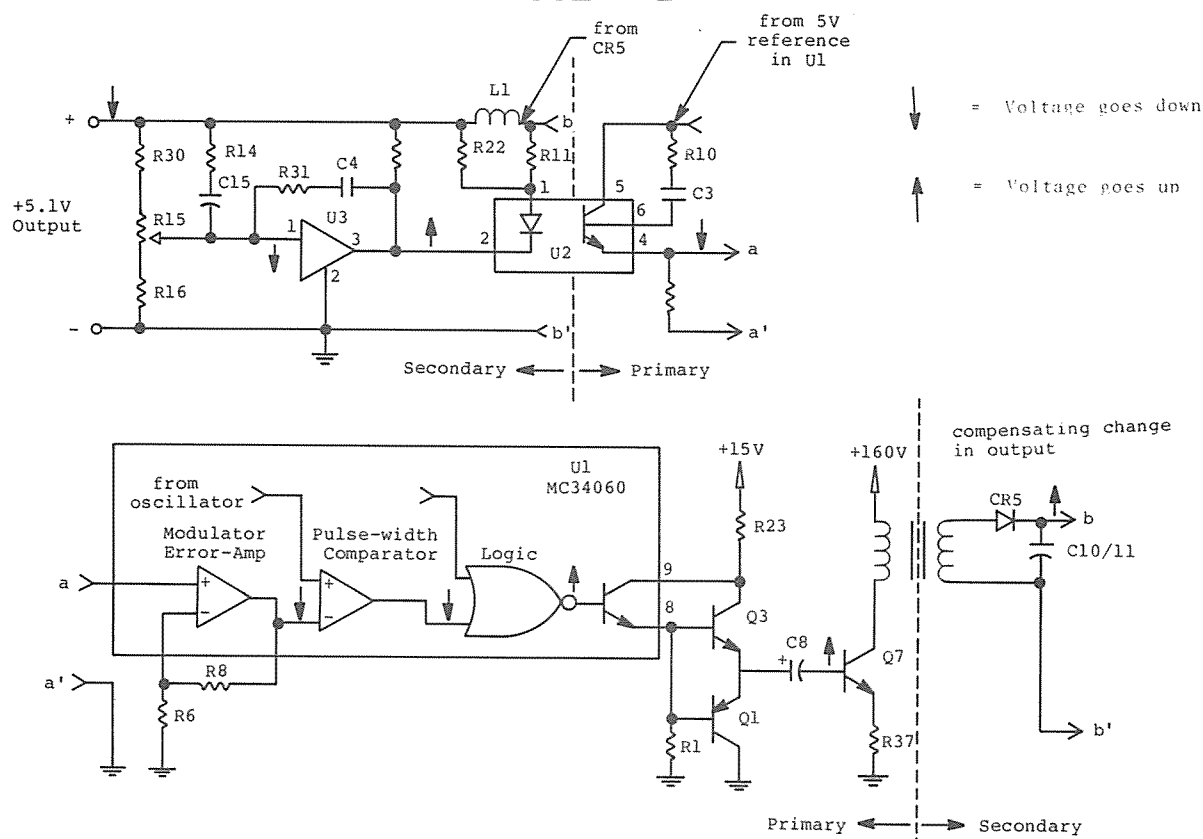 from
CR5
from 5V
reference
in U1
= Voltage goes down
= Voltage goes up
+
L1
b
R30
R14
R22
R11
R10
C15
R31
C4
C3
1
5
6
+5.1V
Output
R15
1
U3
3
2
2
U2
4
a
R16
-
b'
a'
Secondary
Primary
U1
MC34060
+15V
+160V
compensating change
in output
from
oscillator
Modulator
Error-Amp
Pulse-width
Comparator
Logic
R23
CR5
b
C10/11
a
+
-
+
-
9
8
Q3
C8
+
Q7
a'
R8
R6
R1
Q1
R37
b'
Primary
Secondary